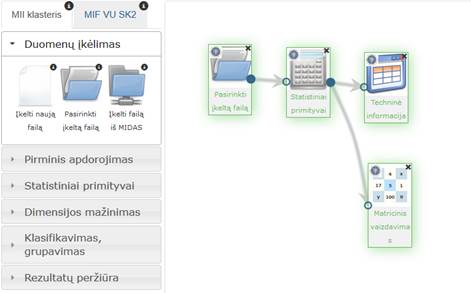 MII klasteris
MIF VU SK2
Duomenų įkėlimas
Įkelti naują
failą
Pasirinkti
įkeltą failą
Įkelti failą
iš MIDAS
Pirminis apdorojimas
Statistiniai primityvai
Dimensijos mažinimas
Klasifikavimas,
grupavimas
Rezultatų peržiūra
Pasirinkti
įkeltą failą
Statistiniai
primityvai
Techninė
informacija
4 x
17 5 1
y 100 8
Matricinis
vaizdavima
s